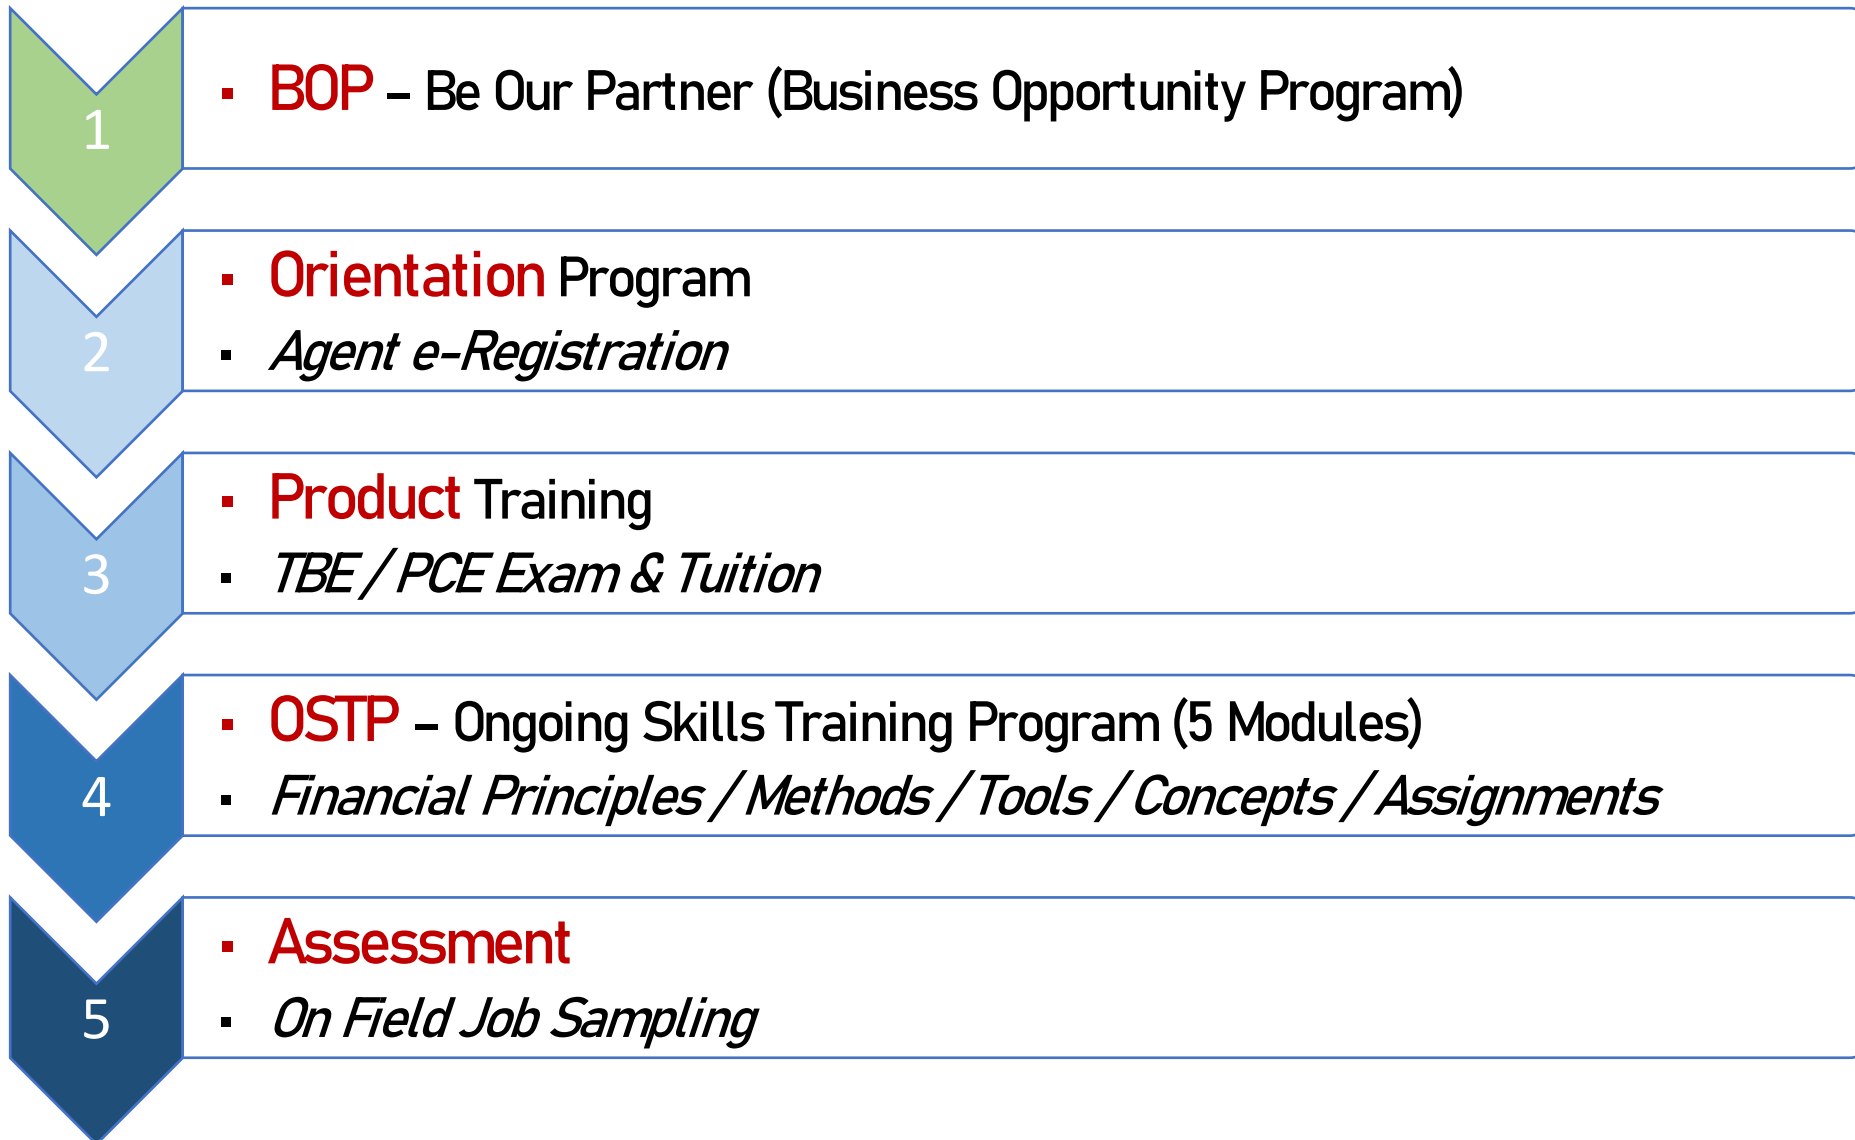 1
▪ BOP – Be Our Partner (Business Opportunity Program)
2
▪ Orientation Program
▪ Agent e-Registration
3
▪ Product Training
▪ TBE / PCE Exam & Tuition
4
▪ OSTP – Ongoing Skills Training Program (5 Modules)
▪ Financial Principles / Methods / Tools / Concepts / Assignments
5
▪ Assessment
▪ On Field Job Sampling